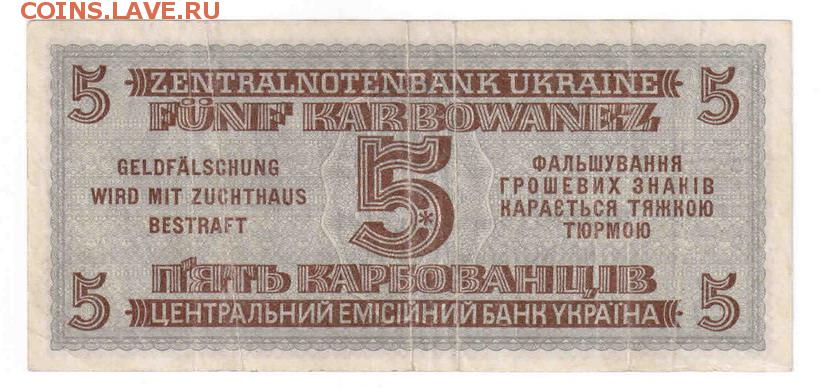 COINS.LAVE.RU
5 ZENTRALNOTENBANK UKRAINE 5
FÜNF KARBOWANEZ
GELDFÄLSCHUNG
WIRD MIT ZUCHTHAUS
BESTRAFT
5
ФАЛЬШУВАННЯ
ГРОШЕВИХ ЗНАКІВ
КАРАЄТЬСЯ ТЯЖКОЮ
ТЮРМОЮ
П'ЯТЬ КАРБОВАНЦІВ
5 ЦЕНТРАЛЬНИЙ ЕМІСІЙНИЙ БАНК УКРАЇНА 5